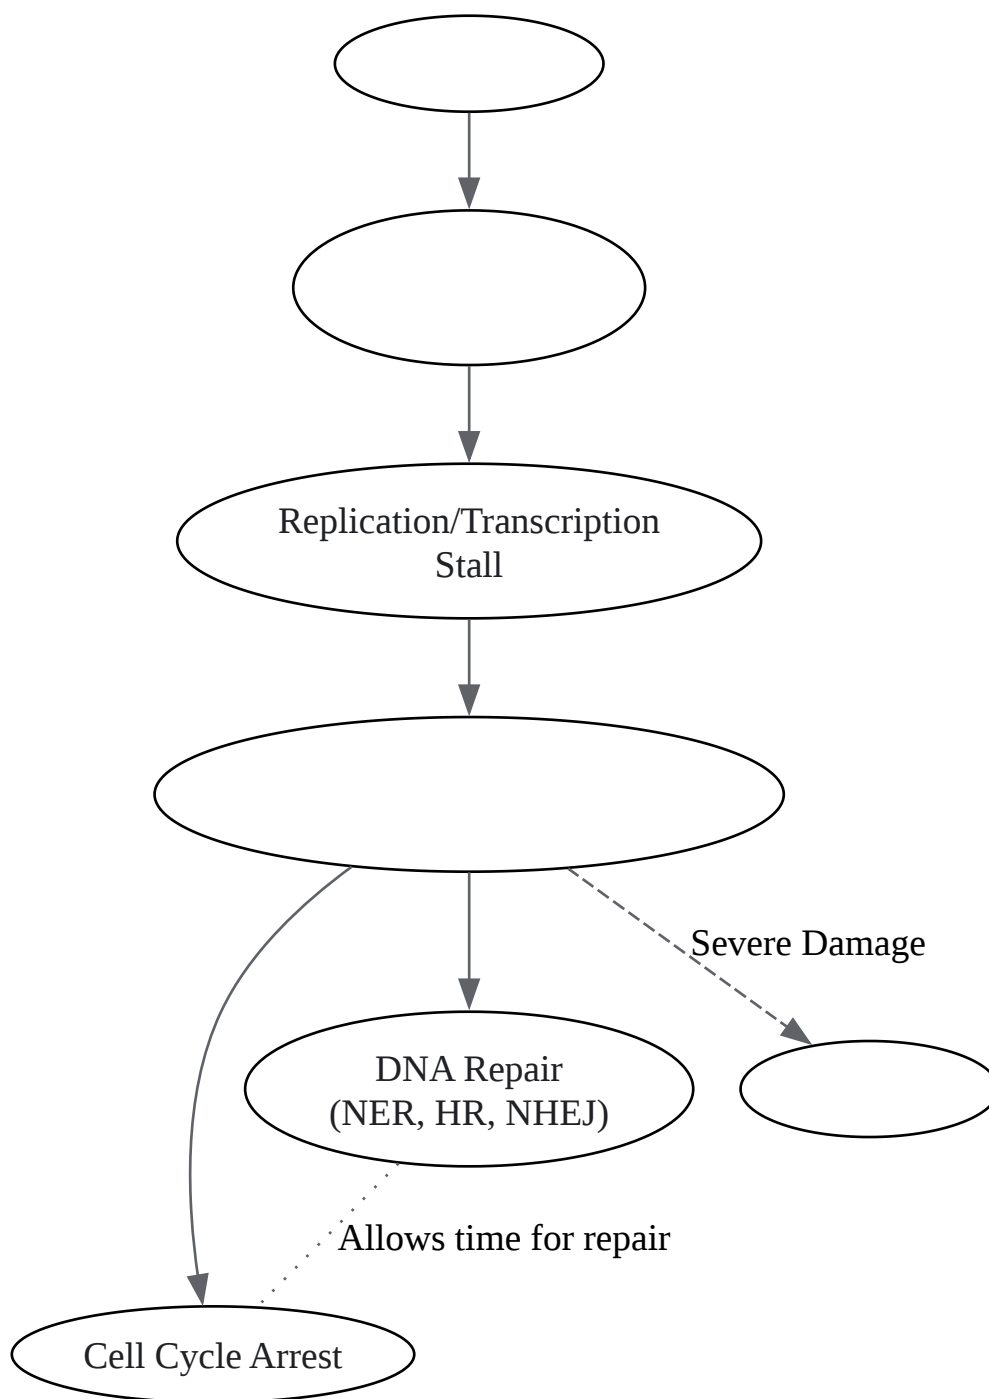 Replication/Transcription
Stall
Severe Damage
DNA Repair
(NER, HR, NHEJ)
Allows time for repair
Cell Cycle Arrest